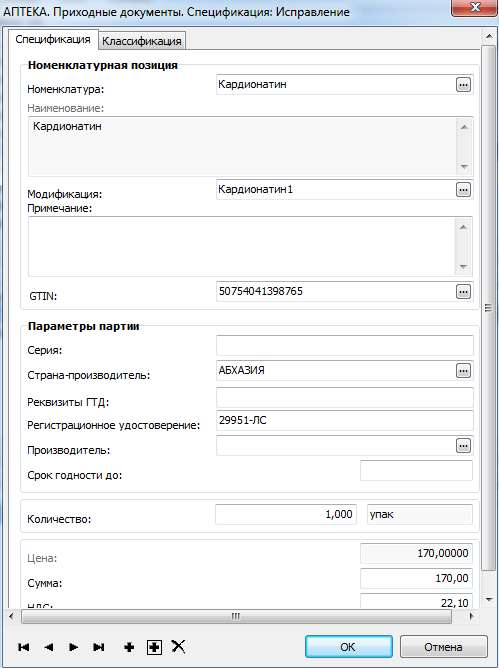 АПТЕКА. Приходные документы. Спецификация: Исправление
Спецификация Классификация
Номенклатурная позиция
Номенклатура: Кардионатин
Наименование:
Кардионатин
Модификация: Кардионатин1
Примечание:
GTIN: 50754041398765
Параметры партии
Серия:
Страна-производитель: АБХАЗИЯ
Реквизиты ГТД:
Регистрационное удостоверение: 29951-ЛС
Производитель:
Срок годности до:
Количество: 1,000 упак
Цена: 170,00000
Сумма: 170,00
НДС: 22,10
ОК Отмена